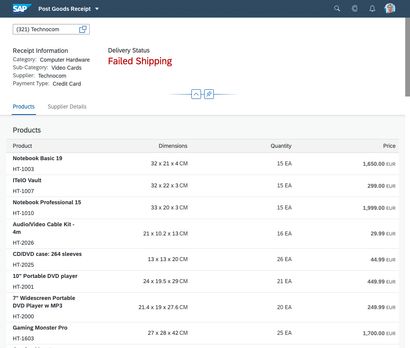 SAP Post Goods Receipt
(321) Technocom
Receipt Information
Category: Computer Hardware
Sub-Category: Video Cards
Supplier: Technocom
Payment Type: Credit Card
Delivery Status
Failed Shipping
Products Supplier Details
Products
Product Dimensions Quantity Price
Notebook Basic 19
HT-1003
32 x 21 x 4 CM 15 EA 1,650.00 EUR
ITelO Vault
HT-1007
32 x 22 x 3 CM 15 EA 299.00 EUR
Notebook Professional 15
HT-1010
33 x 20 x 3 CM 15 EA 1,999.00 EUR
Audio/Video Cable Kit -
4m
HT-2026
21 x 10.2 x 13 CM 16 EA 29.99 EUR
CD/DVD case: 264 sleeves
HT-2025
13 x 13 x 20 CM 26 EA 44.99 EUR
10" Portable DVD player
HT-2001
24 x 19.5 x 29 CM 21 EA 449.99 EUR
7" Widescreen Portable
DVD Player w MP3
HT-2000
21.4 x 19 x 27.6 CM 20 EA 249.99 EUR
Gaming Monster Pro
HT-1603
27 x 28 x 42 CM 25 EA 1,700.00 EUR